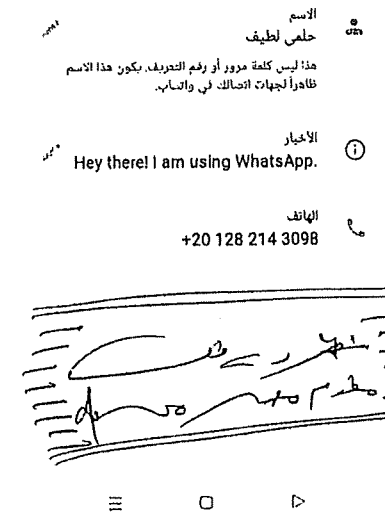 الاسم
حلمى لطيف
هذا ليس كلمة مرور أو رقم التعريف. يكون هذا الاسم
ظاهراً لجهات اتصالك في واتساب.
الأخبار
Hey there! I am using WhatsApp.
الهاتف
+20 128 214 3098